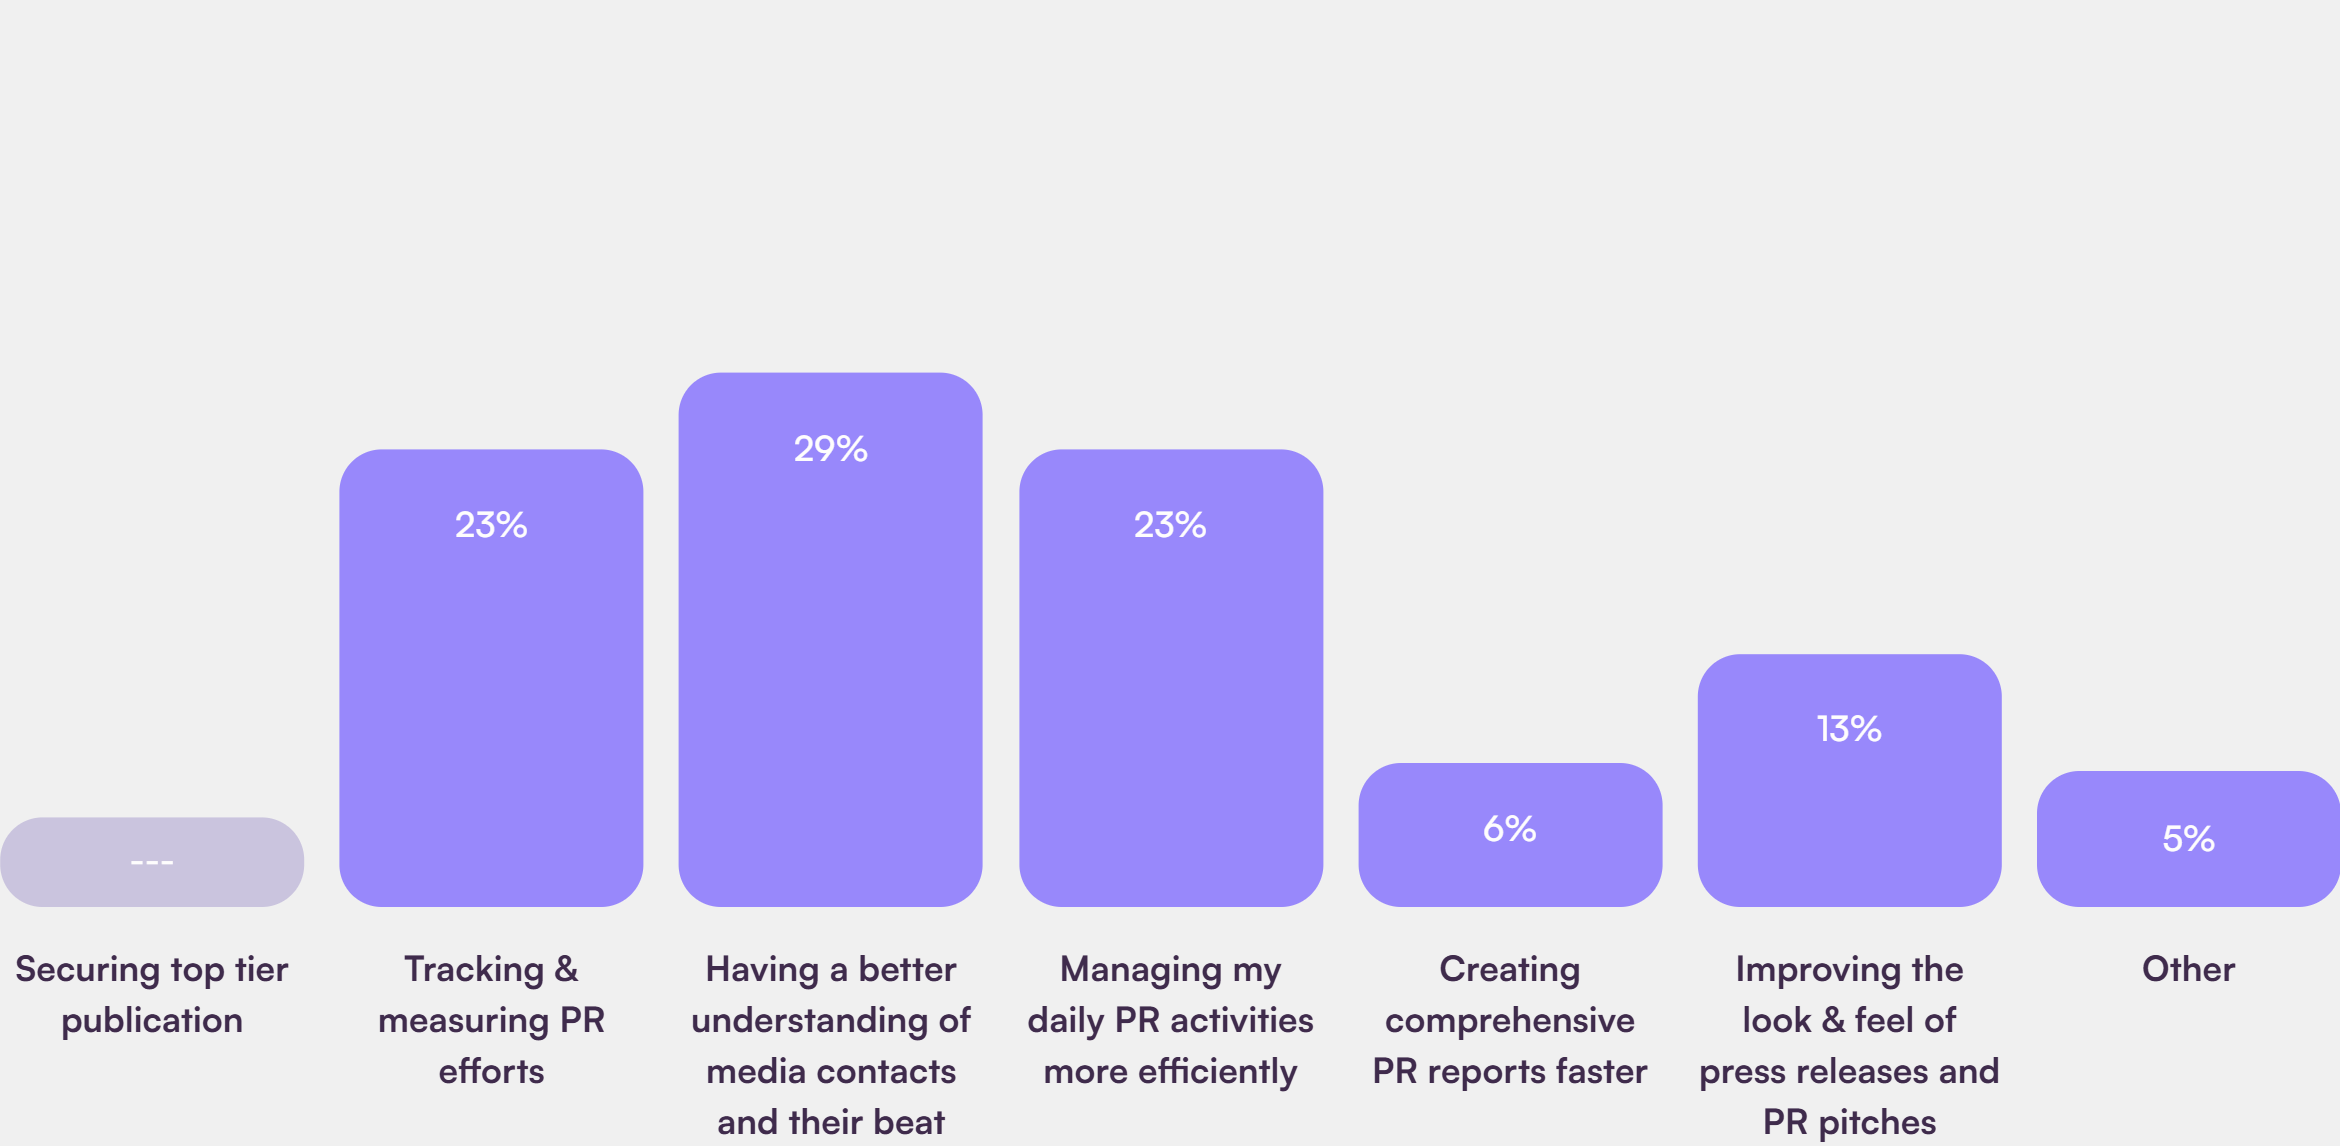 29%
23%
23%
13%
6%
5%
---
Securing top tier
publication
Tracking &
measuring PR
efforts
Having a better
understanding of
media contacts
and their beat
Managing my
daily PR activities
more efficiently
Creating
comprehensive
PR reports faster
Improving the
look & feel of
press releases and
PR pitches
Other